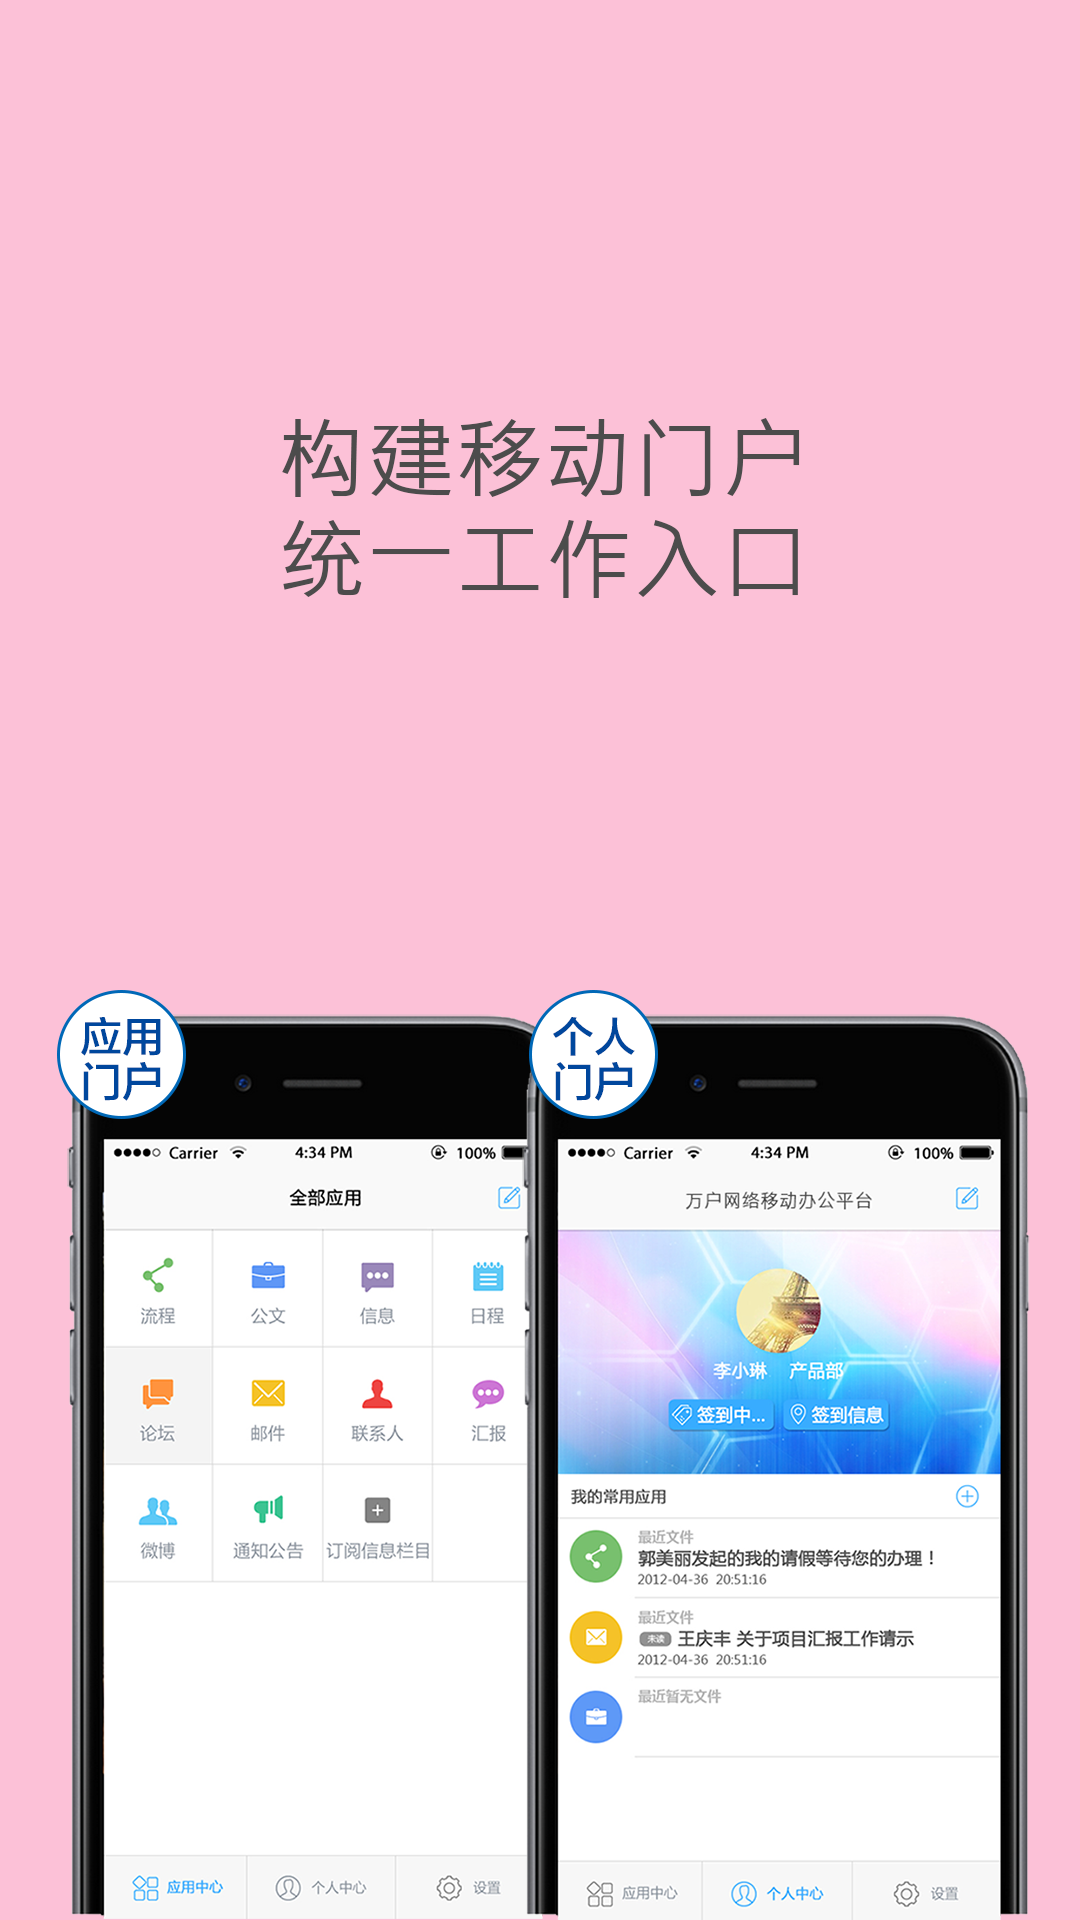 构建移动门户
统一工作入口
应用
门户
个人
门户
Carrier
4:34 PM
100%
全部应用
流程
公文
信息
日程
论坛
邮件
联系人
汇报
微博
通知公告
订阅信息栏目
应用中心
个人中心
设置
Carrier
4:34 PM
100%
万户网络移动办公平台
李小琳 产品部
签到中...
签到信息
我的常用应用
最近文件
郭美丽发起的我的请假等待您的办理！
2012-04-36 20:51:16
最近文件
未读 王庆丰 关于项目汇报工作请示
2012-04-36 20:51:16
最近暂无文件
应用中心
个人中心
设置